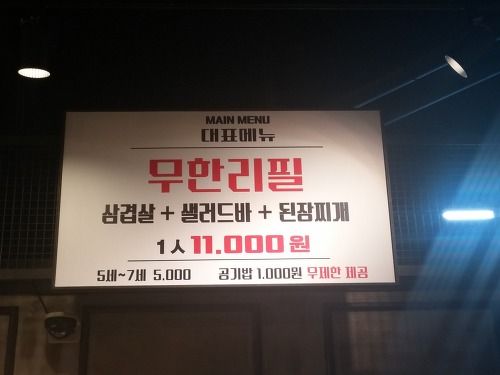 MAIN MENU
대표메뉴
무한리필
삼겹살 + 샐러드바 + 된장찌개
1人 11.000원
5세~7세 5.000 공기밥 1.000원 무제한 제공